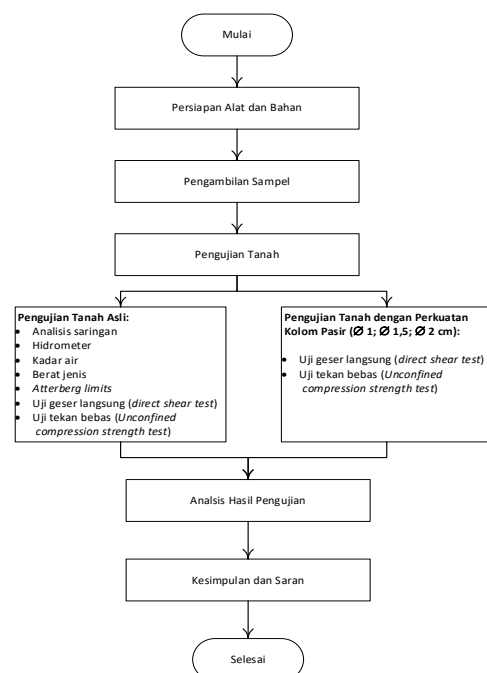 Mulai
Persiapan Alat dan Bahan
Pengambilan Sampel
Pengujian Tanah
Pengujian Tanah Asli:
• Analisis saringan
• Hidrometer
• Kadar air
• Berat jenis
• Atterberg limits
• Uji geser langsung (direct shear test)
• Uji tekan bebas (Unconfined
compression strength test)
Pengujian Tanah dengan Perkuatan
Kolom Pasir (Ø 1; Ø 1,5; Ø 2 cm):
• Uji geser langsung (direct shear test)
• Uji tekan bebas (Unconfined
compression strength test)
Analsis Hasil Pengujian
Kesimpulan dan Saran
Selesai